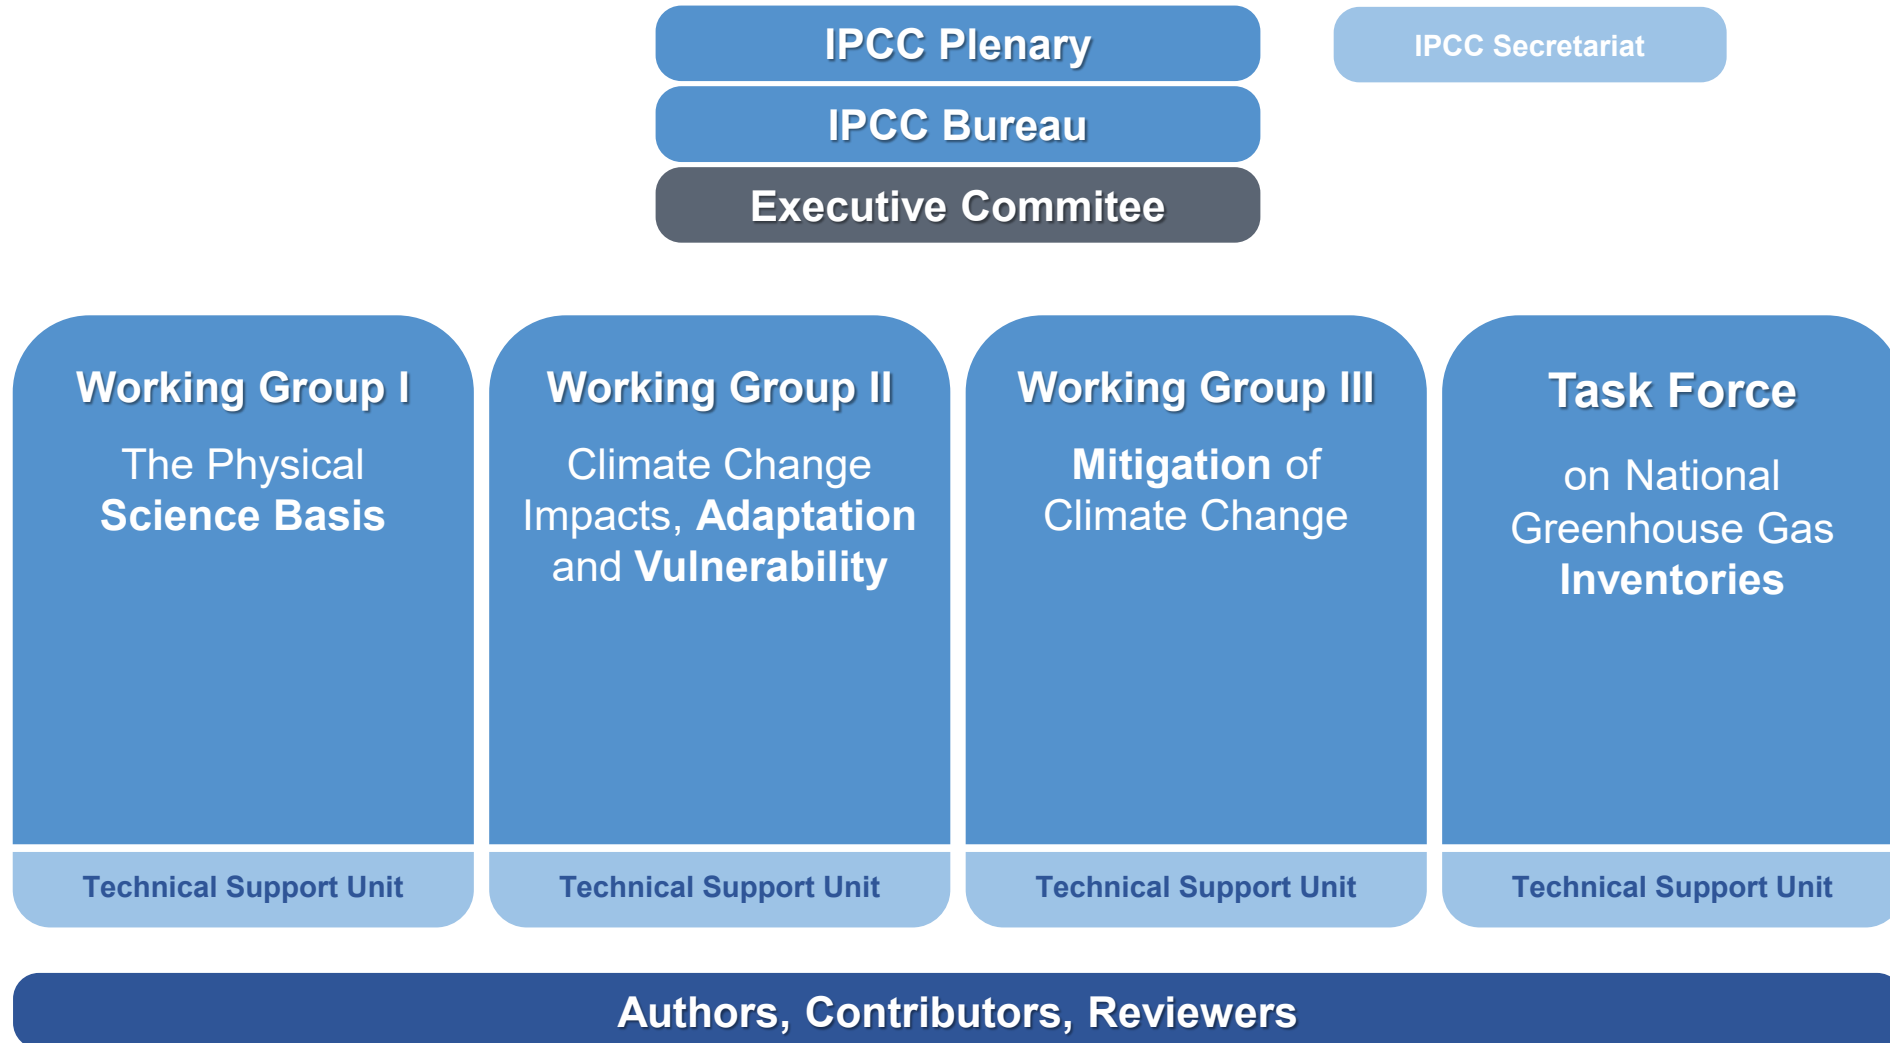 IPCC Plenary
IPCC Secretariat
IPCC Bureau
Executive Commitee
Working Group I
The Physical
Science Basis
Technical Support Unit
Working Group II
Climate Change
Impacts, Adaptation
and Vulnerability
Technical Support Unit
Working Group III
Mitigation of
Climate Change
Technical Support Unit
Task Force
on National
Greenhouse Gas
Inventories
Technical Support Unit
Authors, Contributors, Reviewers